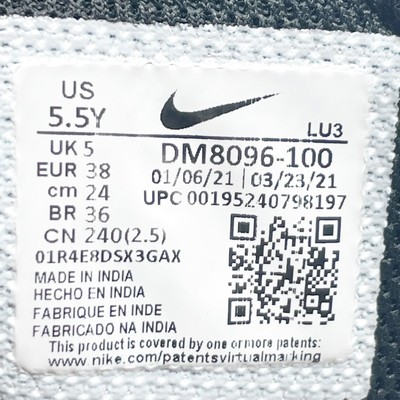 US
5.5Y
LU3
UK 5
EUR 38
cm 24
BR 36
CN 240(2.5)
DM8096-100
01/06/21 | 03/23/21
UPC 00195240798197
01R4E8DSX3GAX
MADE IN INDIA
HECHO EN INDIA
FABRIQUE EN INDE
FABRICADO NA INDIA
This product is covered by one or more patents:
www.nike.com/patentsvirtualmarking